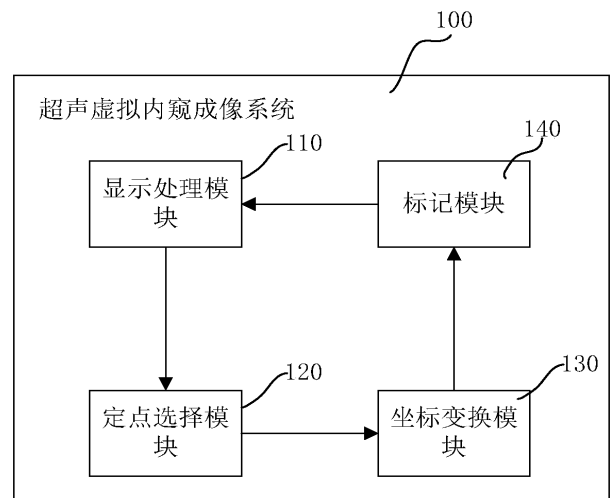 100
超声虚拟内窥成像系统
110
显示处理模
块
140
标记模块
120
定点选择模
块
130
坐标变换模
块